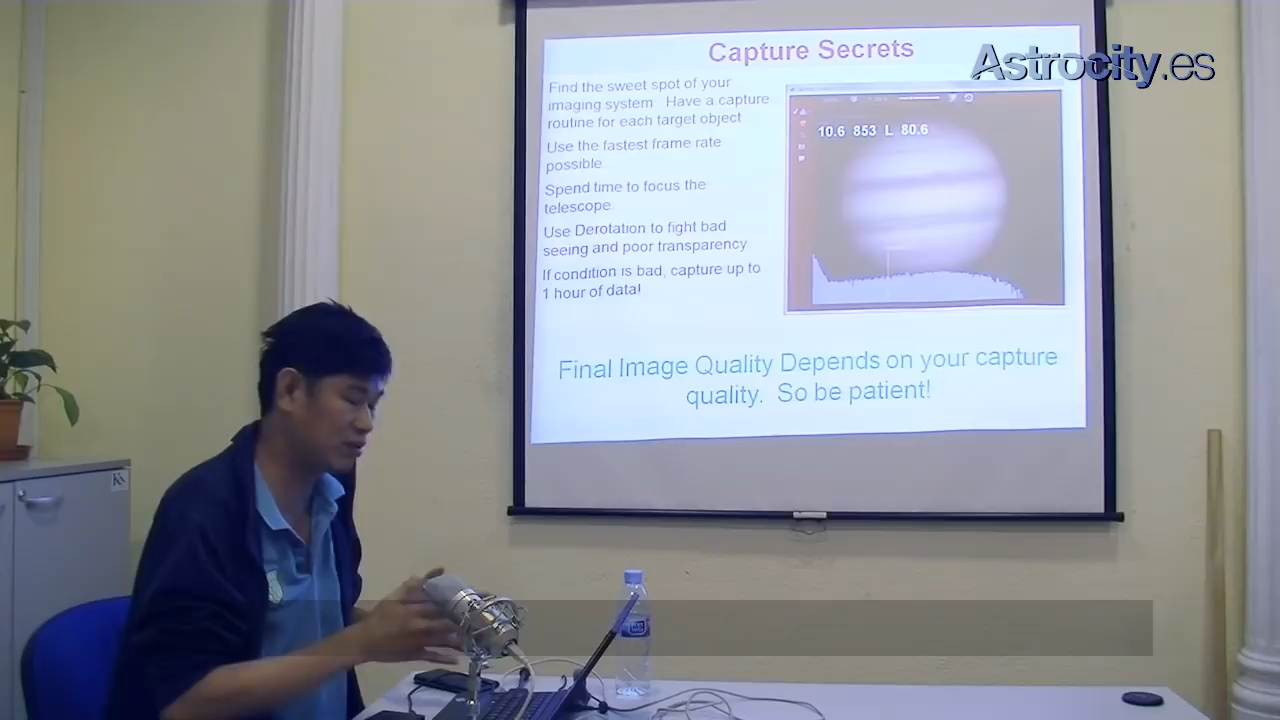 Capture Secrets
Astrocity.es
Find the sweet spot of your
imaging system Have a capture
routine for each target object
Use the fastest frame rate
possible
Spend time to focus the
telescope
Use Derotation to fight bad
seeing and poor transparency
If condition is bad, capture up to
1 hour of data!
10.6 853 L 80.6
Final Image Quality Depends on your capture
quality. So be patient!